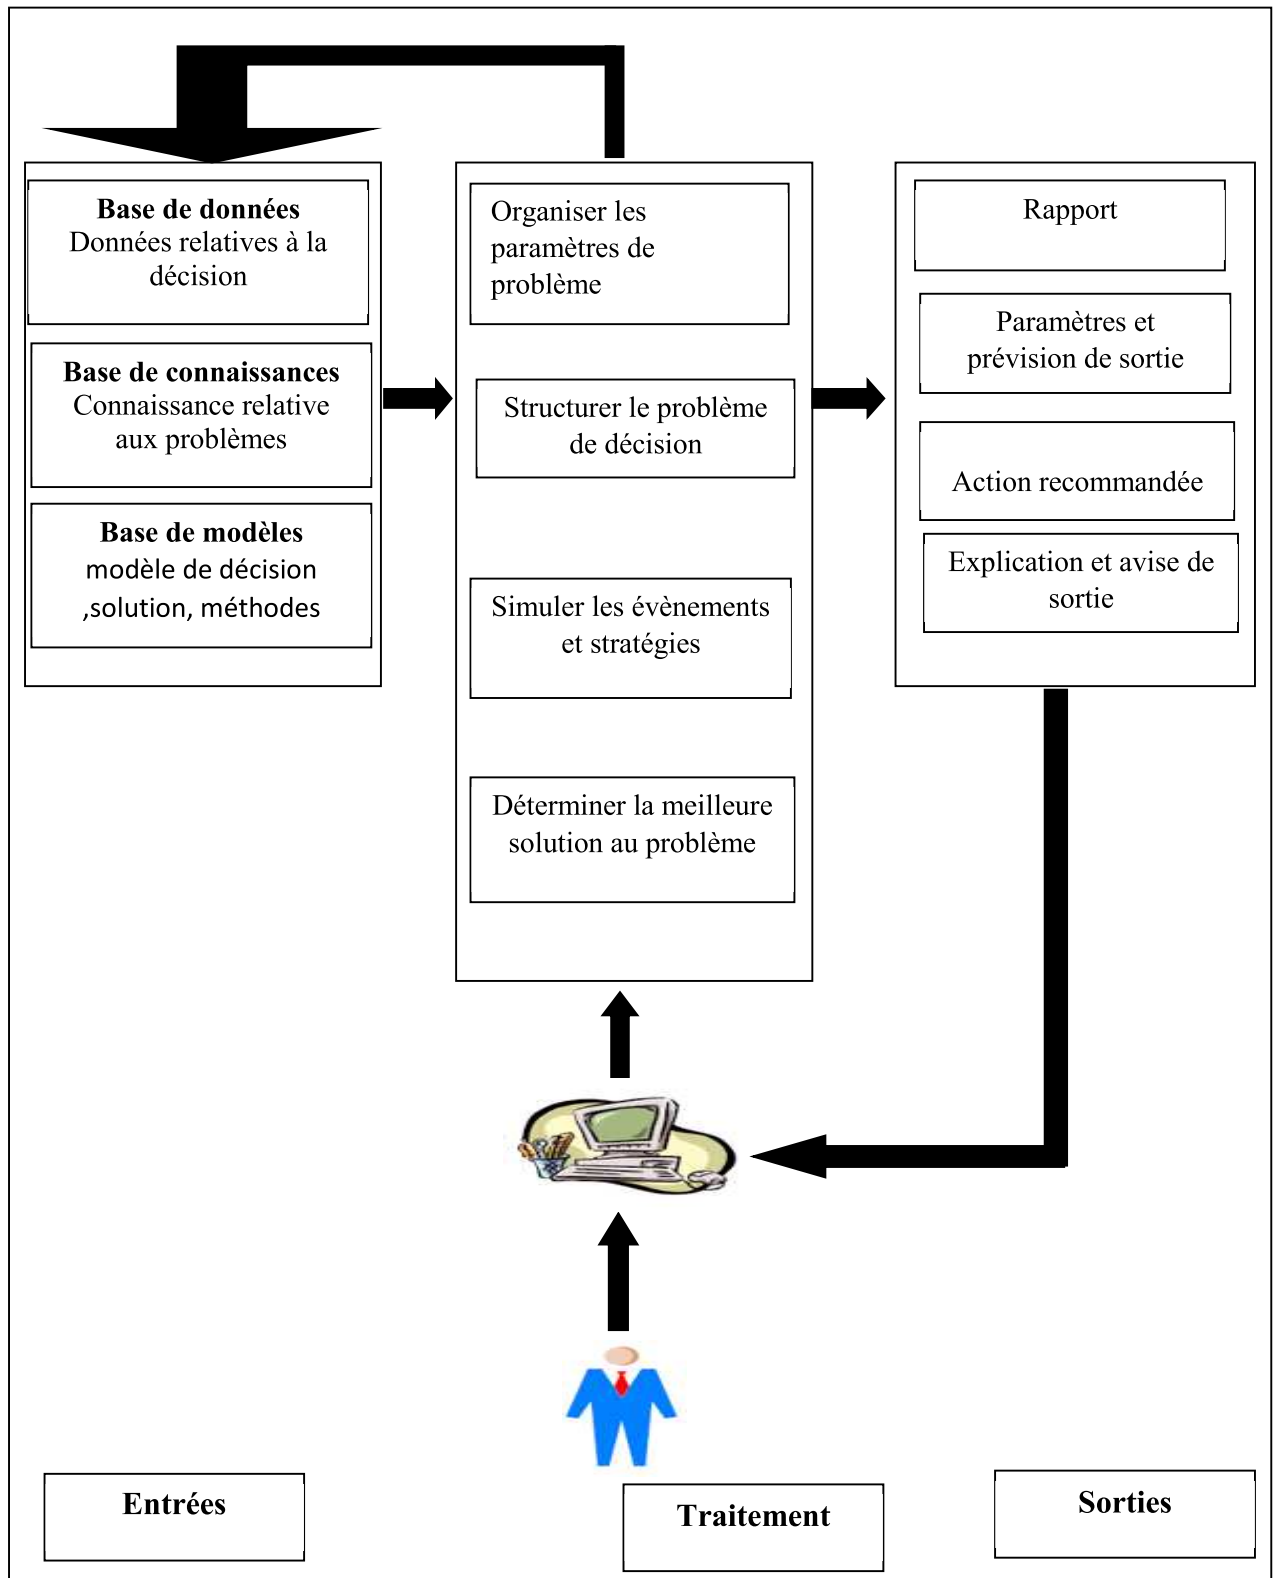 Base de données
Données relatives à la
décision
Base de connaissances
Connaissance relative
aux problèmes
Base de modèles
modèle de décision
,solution, méthodes
Organiser les
paramètres de
problème
Structurer le problème
de décision
Simuler les évènements
et stratégies
Déterminer la meilleure
solution au problème
Rapport
Paramètres et
prévision de sortie
Action recommandée
Explication et avise de
sortie
Entrées
Traitement
Sorties